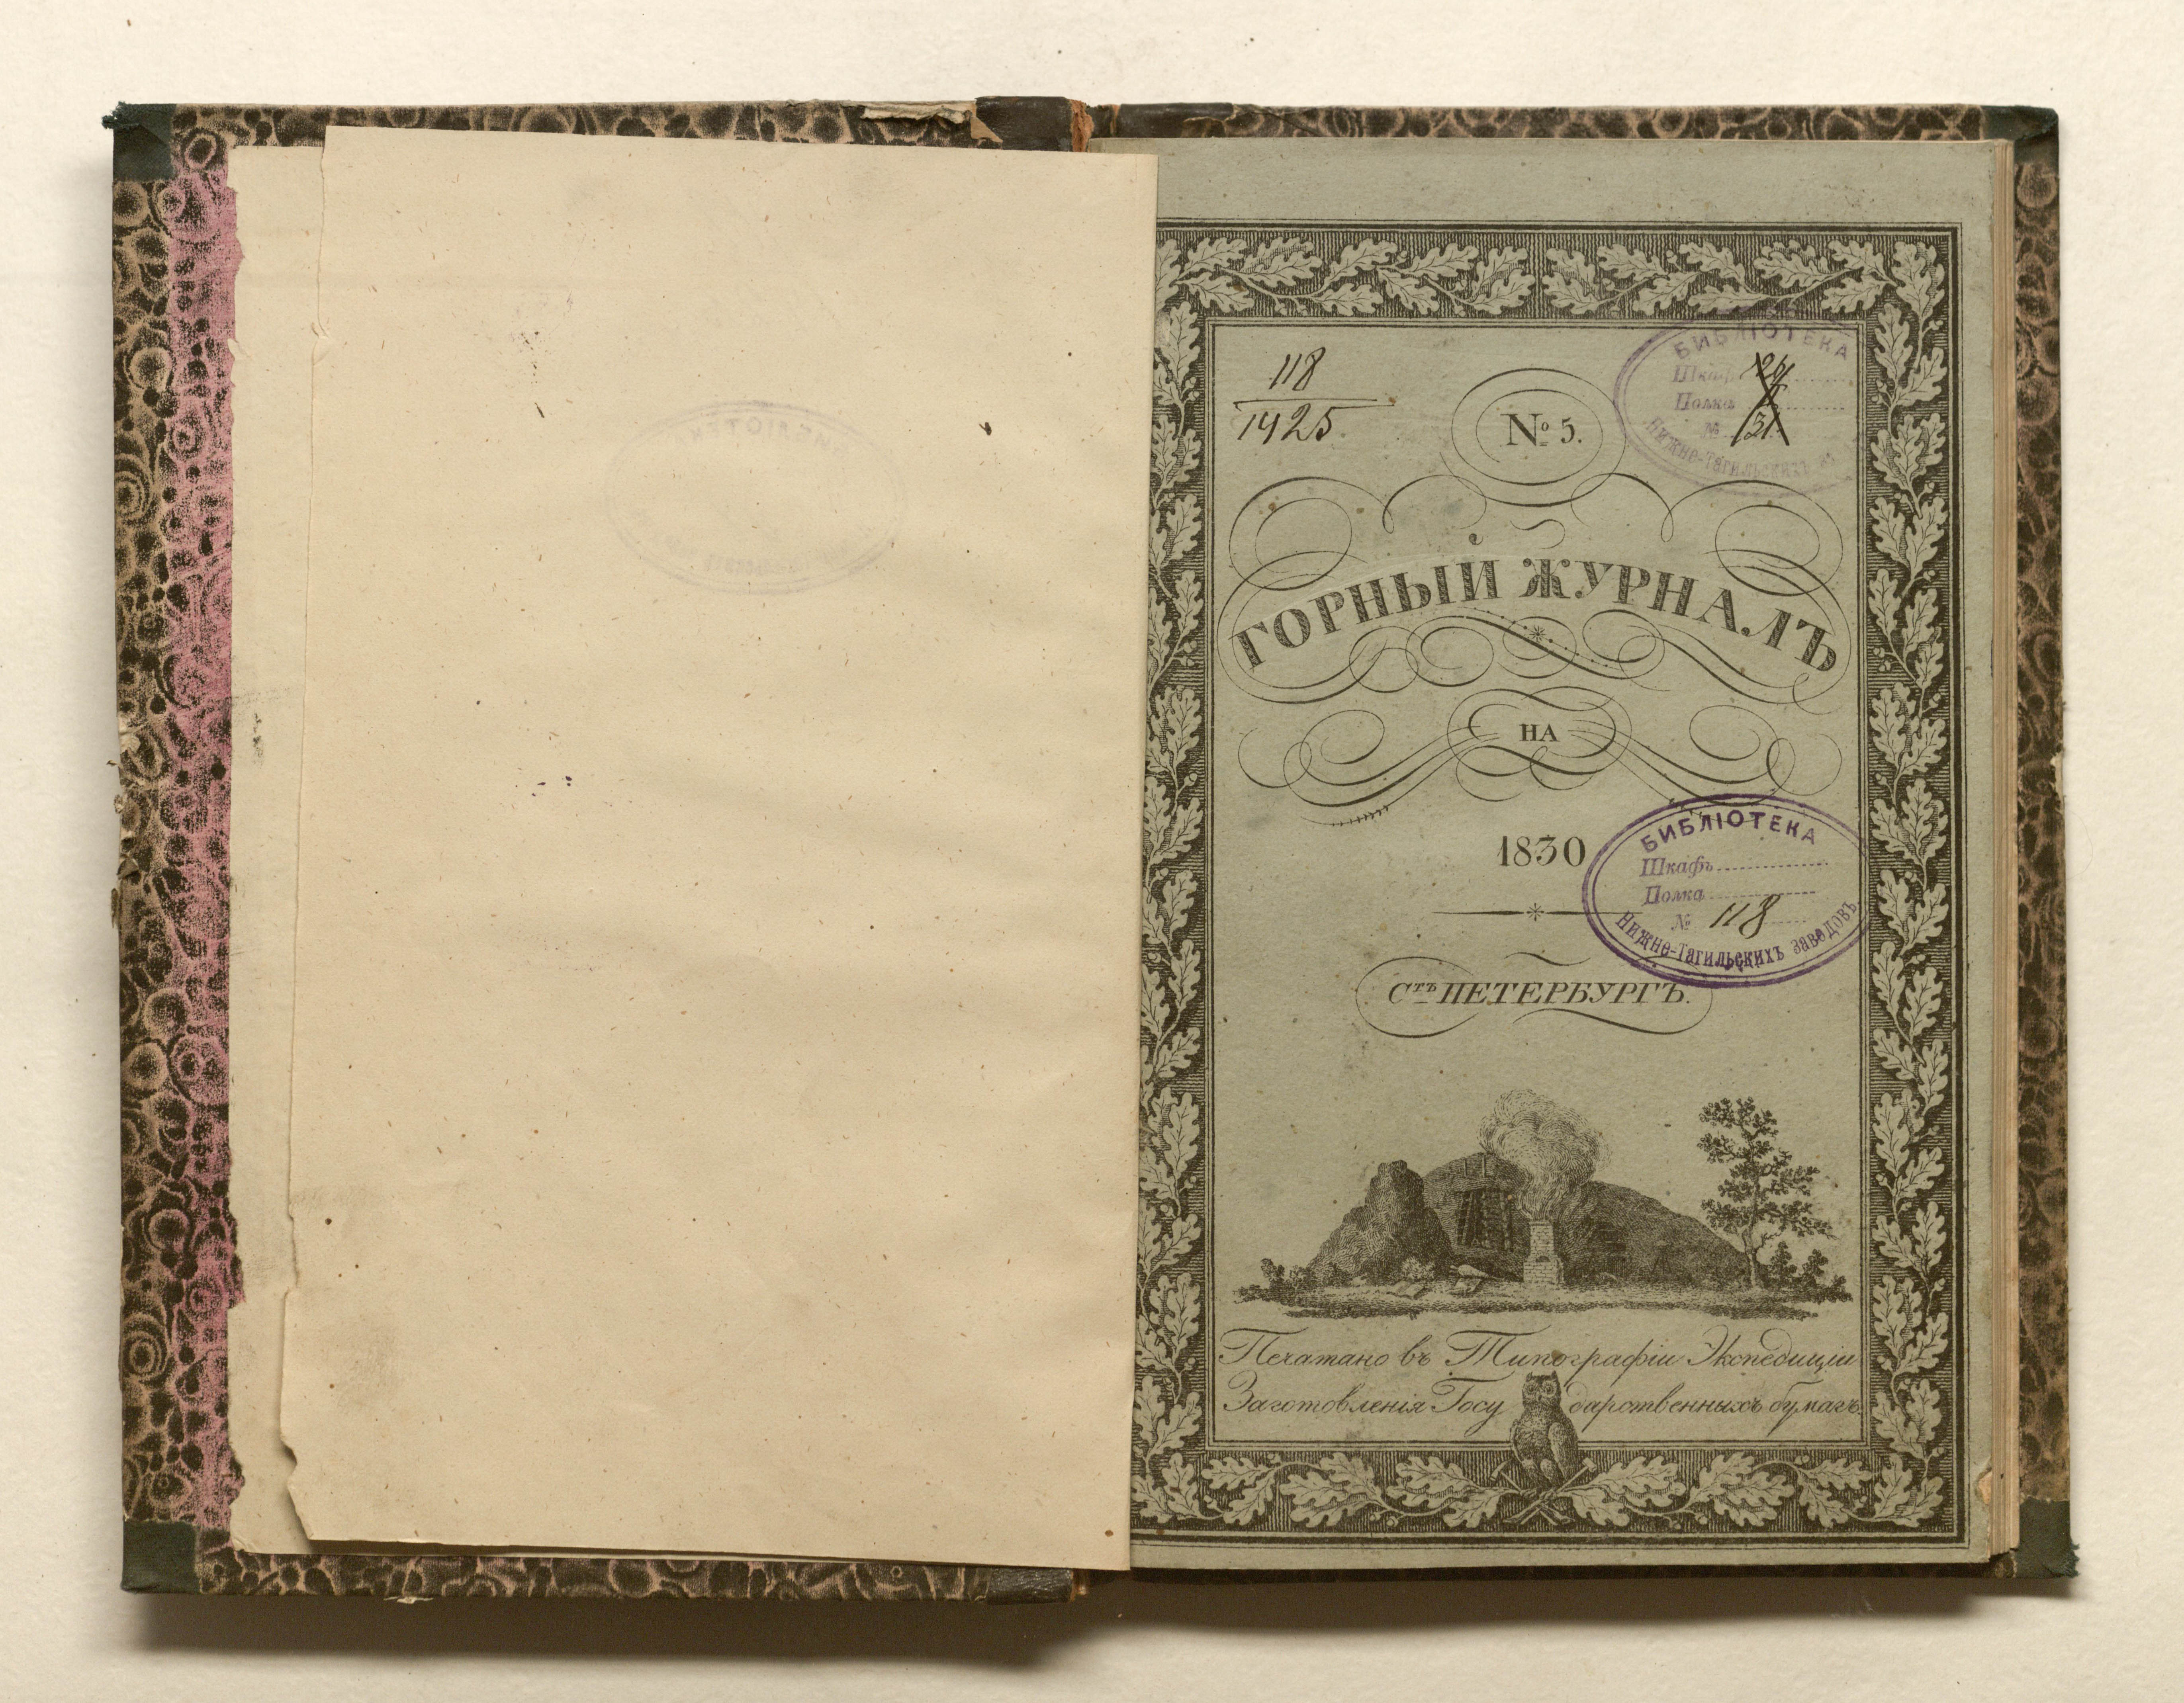 118
1425
№ 5.
БИБЛІОТЕКА
Шкафъ
Полка
№ 131
Нижне-Тагильскихъ
ГОРНЫЙ ЖУРНАЛЪ
НА
1830
БИБЛІОТЕКА
Шкафъ
Полка
№ 118
Нижне-Тагильскихъ заводовъ
Стъ ПЕТЕРБУРГЪ.
Печатано въ Типографіи Экспедиціи
Заготовленія Государственныхъ бумагъ.